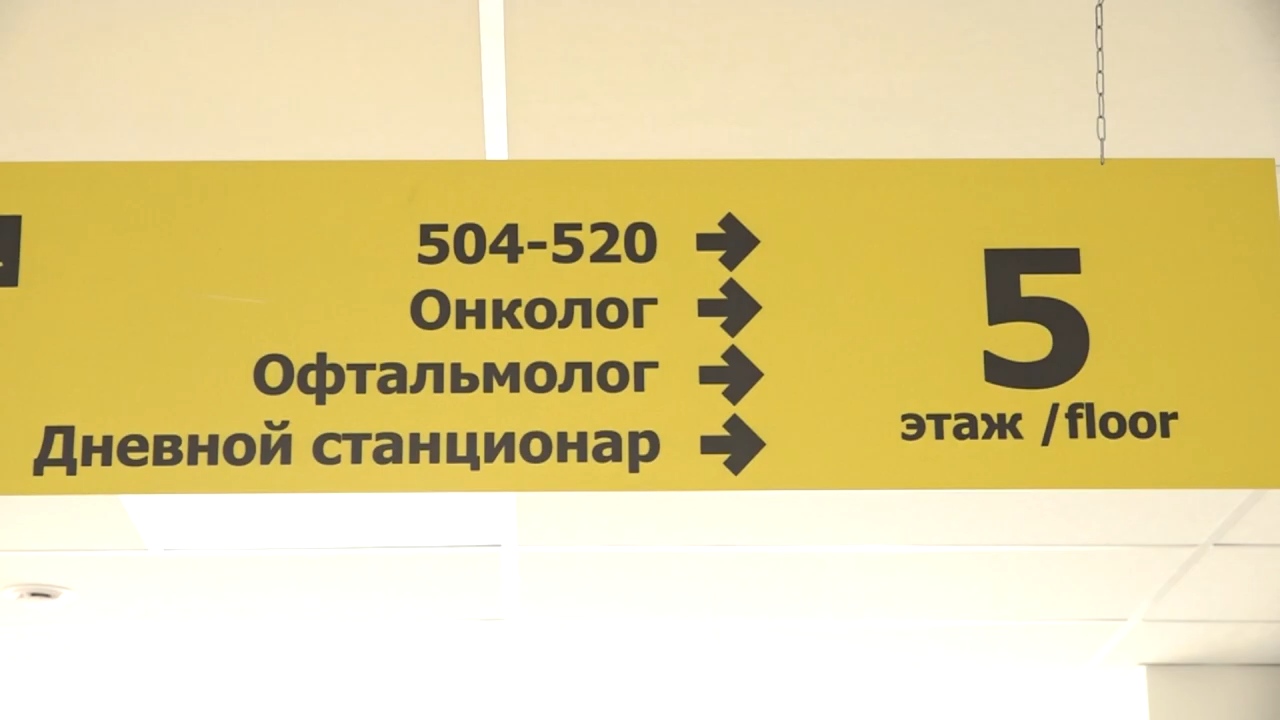 504-520
Онколог
Офтальмолог
Дневной станционар
5
этаж /floor